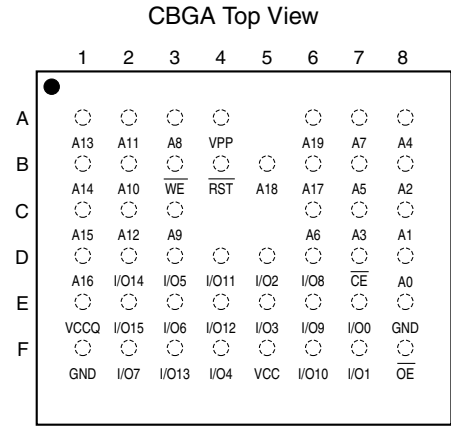 CBGA Top View
1 2 3 4 5 6 7 8
A
A13 A11 A8 VPP A19 A7 A4
B
A14 A10 WE RST A18 A17 A5 A2
C
A15 A12 A9 A6 A3 A1
D
A16 I/O14 I/O5 I/O11 I/O2 I/O8 CE A0
E
VCCQ I/O15 I/O6 I/O12 I/O3 I/O9 I/O0 GND
F
GND I/O7 I/O13 I/O4 VCC I/O10 I/O1 OE